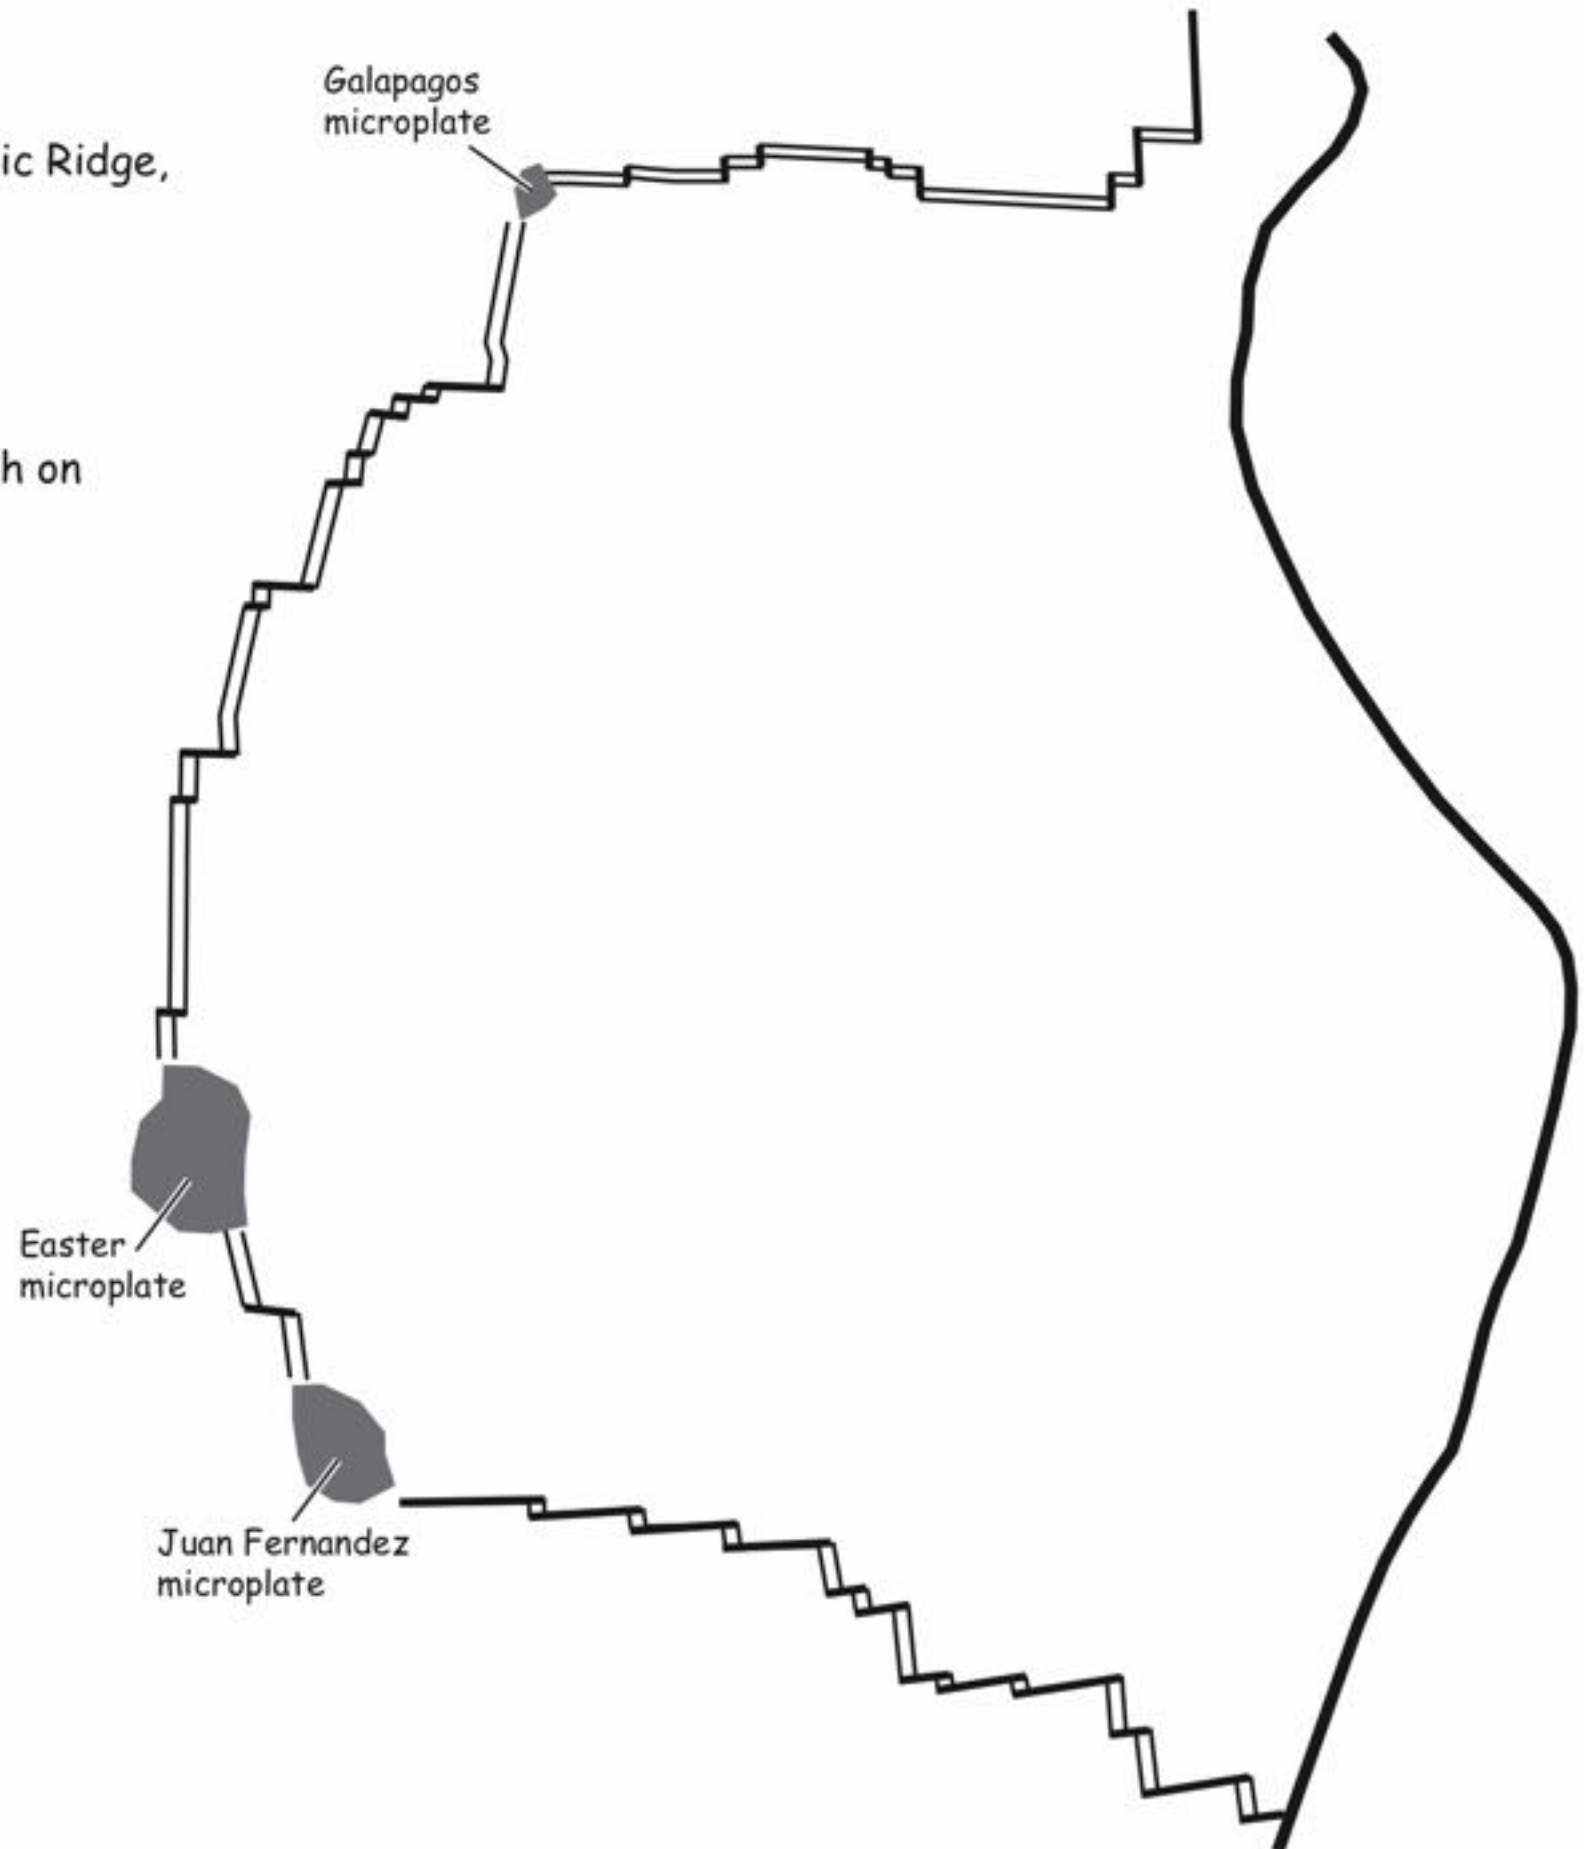 Galapagos
microplate
ic Ridge,
h on
Easter
microplate
Juan Fernandez
microplate